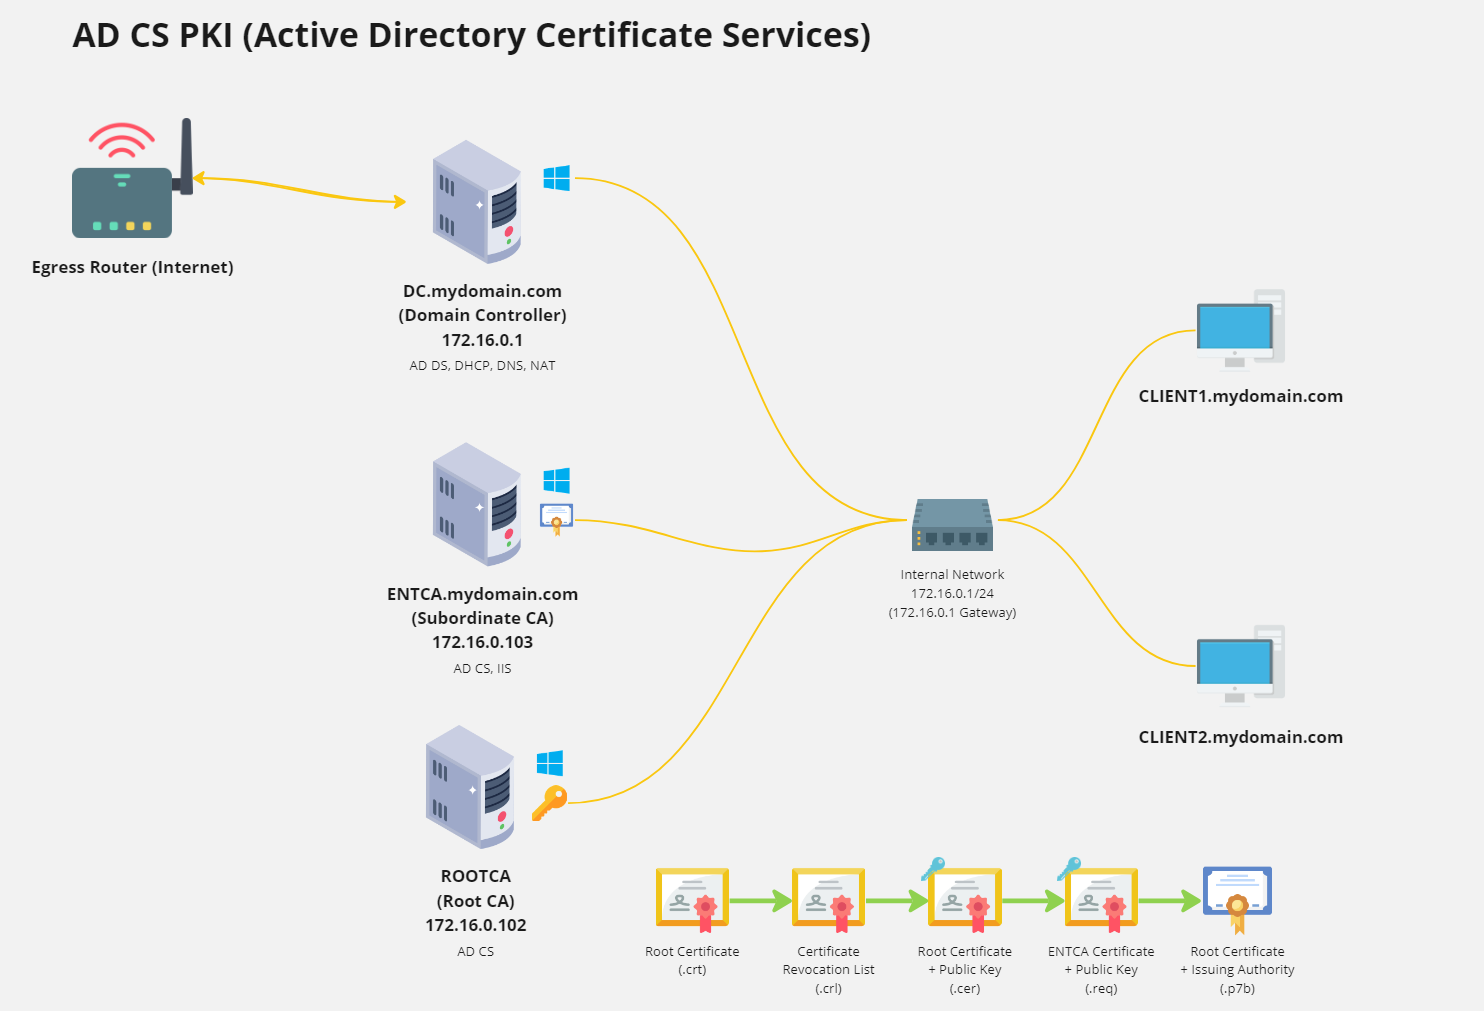 AD CS PKI (Active Directory Certificate Services)
Egress Router (Internet)
DC.mydomain.com
(Domain Controller)
172.16.0.1
AD DS, DHCP, DNS, NAT
ENTCA.mydomain.com
(Subordinate CA)
172.16.0.103
AD CS, IIS
ROOTCA
(Root CA)
172.16.0.102
AD CS
Internal Network
172.16.0.1/24
(172.16.0.1 Gateway)
CLIENT1.mydomain.com
CLIENT2.mydomain.com
Root Certificate
(.crt)
Certificate
Revocation List
(.crl)
Root Certificate
+ Public Key
(.cer)
ENTCA Certificate
+ Public Key
(.req)
Root Certificate
+ Issuing Authority
(.p7b)